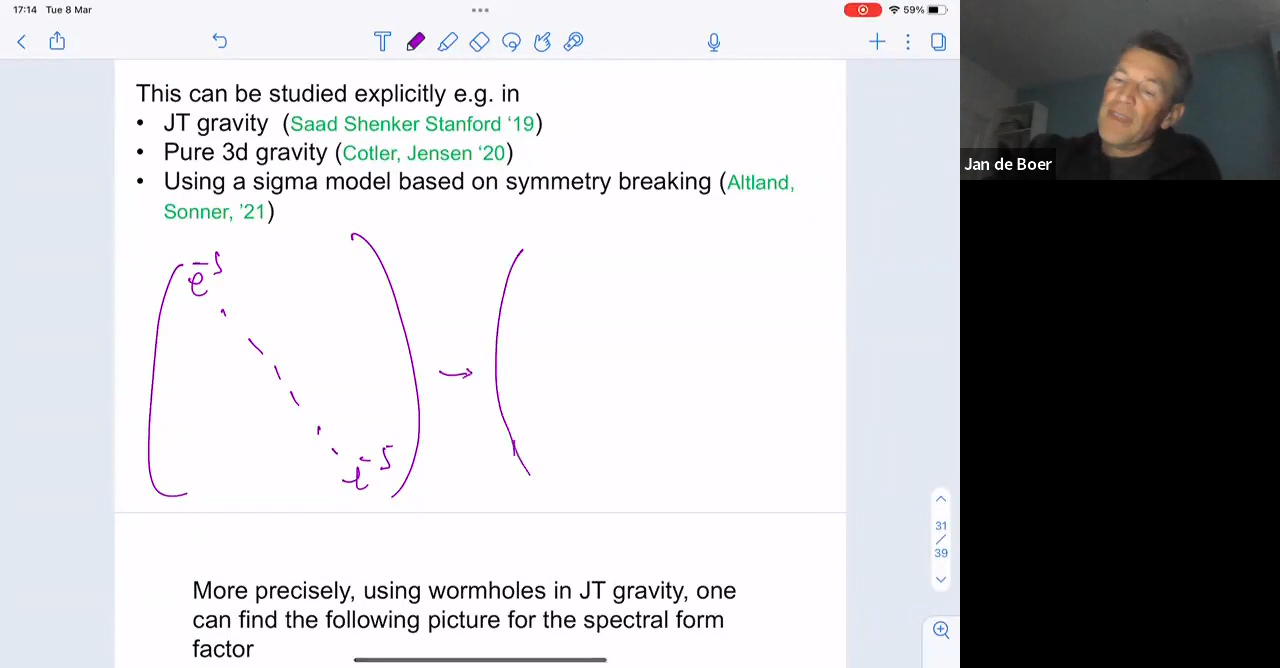 17:14 Tue 8 Mar
59%
This can be studied explicitly e.g. in
• JT gravity (Saad Shenker Stanford ‘19)
• Pure 3d gravity (Cotler, Jensen ‘20)
• Using a sigma model based on symmetry breaking (Altland,
Sonner, ’21)
Jan de Boer
e^-S
e^-S
31
39
More precisely, using wormholes in JT gravity, one
can find the following picture for the spectral form
factor